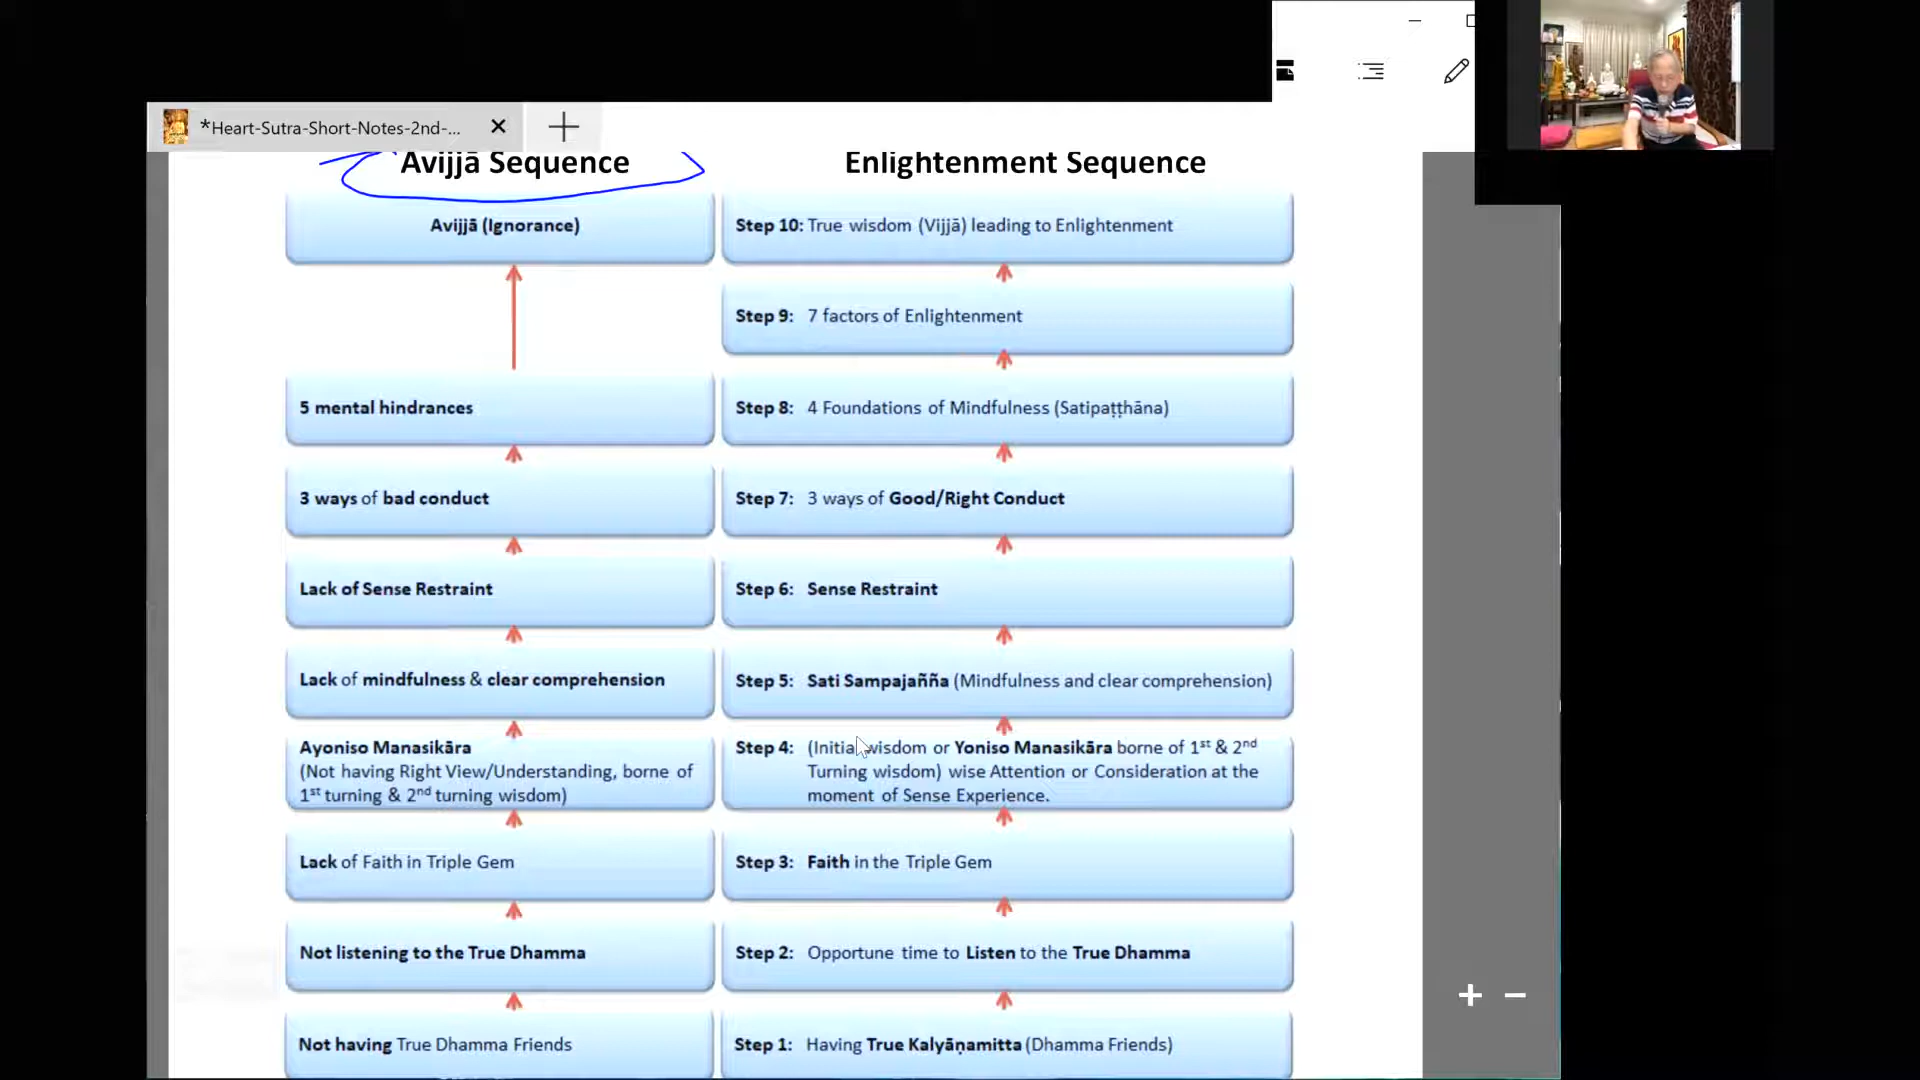 *Heart-Sutra-Short-Notes-2nd-...
Avijjā Sequence
Enlightenment Sequence
Avijjā (Ignorance)
Step 10: True wisdom (Vijjā) leading to Enlightenment
Step 9: 7 factors of Enlightenment
5 mental hindrances
Step 8: 4 Foundations of Mindfulness (Satipaṭṭhāna)
3 ways of bad conduct
Step 7: 3 ways of Good/Right Conduct
Lack of Sense Restraint
Step 6: Sense Restraint
Lack of mindfulness & clear comprehension
Step 5: Sati Sampajañña (Mindfulness and clear comprehension)
Ayoniso Manasikāra
(Not having Right View/Understanding, borne of
1st turning & 2nd turning wisdom)
Step 4: (Initial wisdom or Yoniso Manasikāra borne of 1st & 2nd
Turning wisdom) wise Attention or Consideration at the
moment of Sense Experience.
Lack of Faith in Triple Gem
Step 3: Faith in the Triple Gem
Not listening to the True Dhamma
Step 2: Opportune time to Listen to the True Dhamma
Not having True Dhamma Friends
Step 1: Having True Kalyāṇamitta (Dhamma Friends)